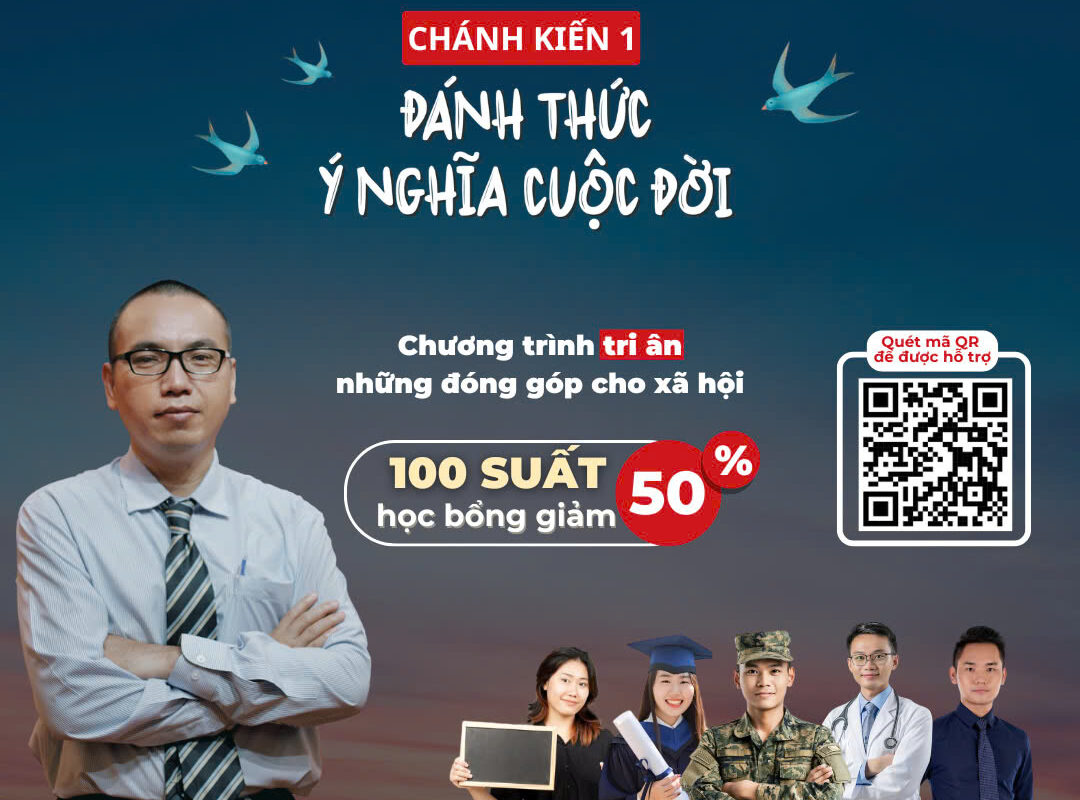 CHÁNH KIẾN 1
ĐÁNH THỨC
Ý NGHĨA CUỘC ĐỜI
Chương trình tri ân
những đóng góp cho xã hội
100 SUẤT
học bổng giảm 50%
Quét mã QR
để được hỗ trợ